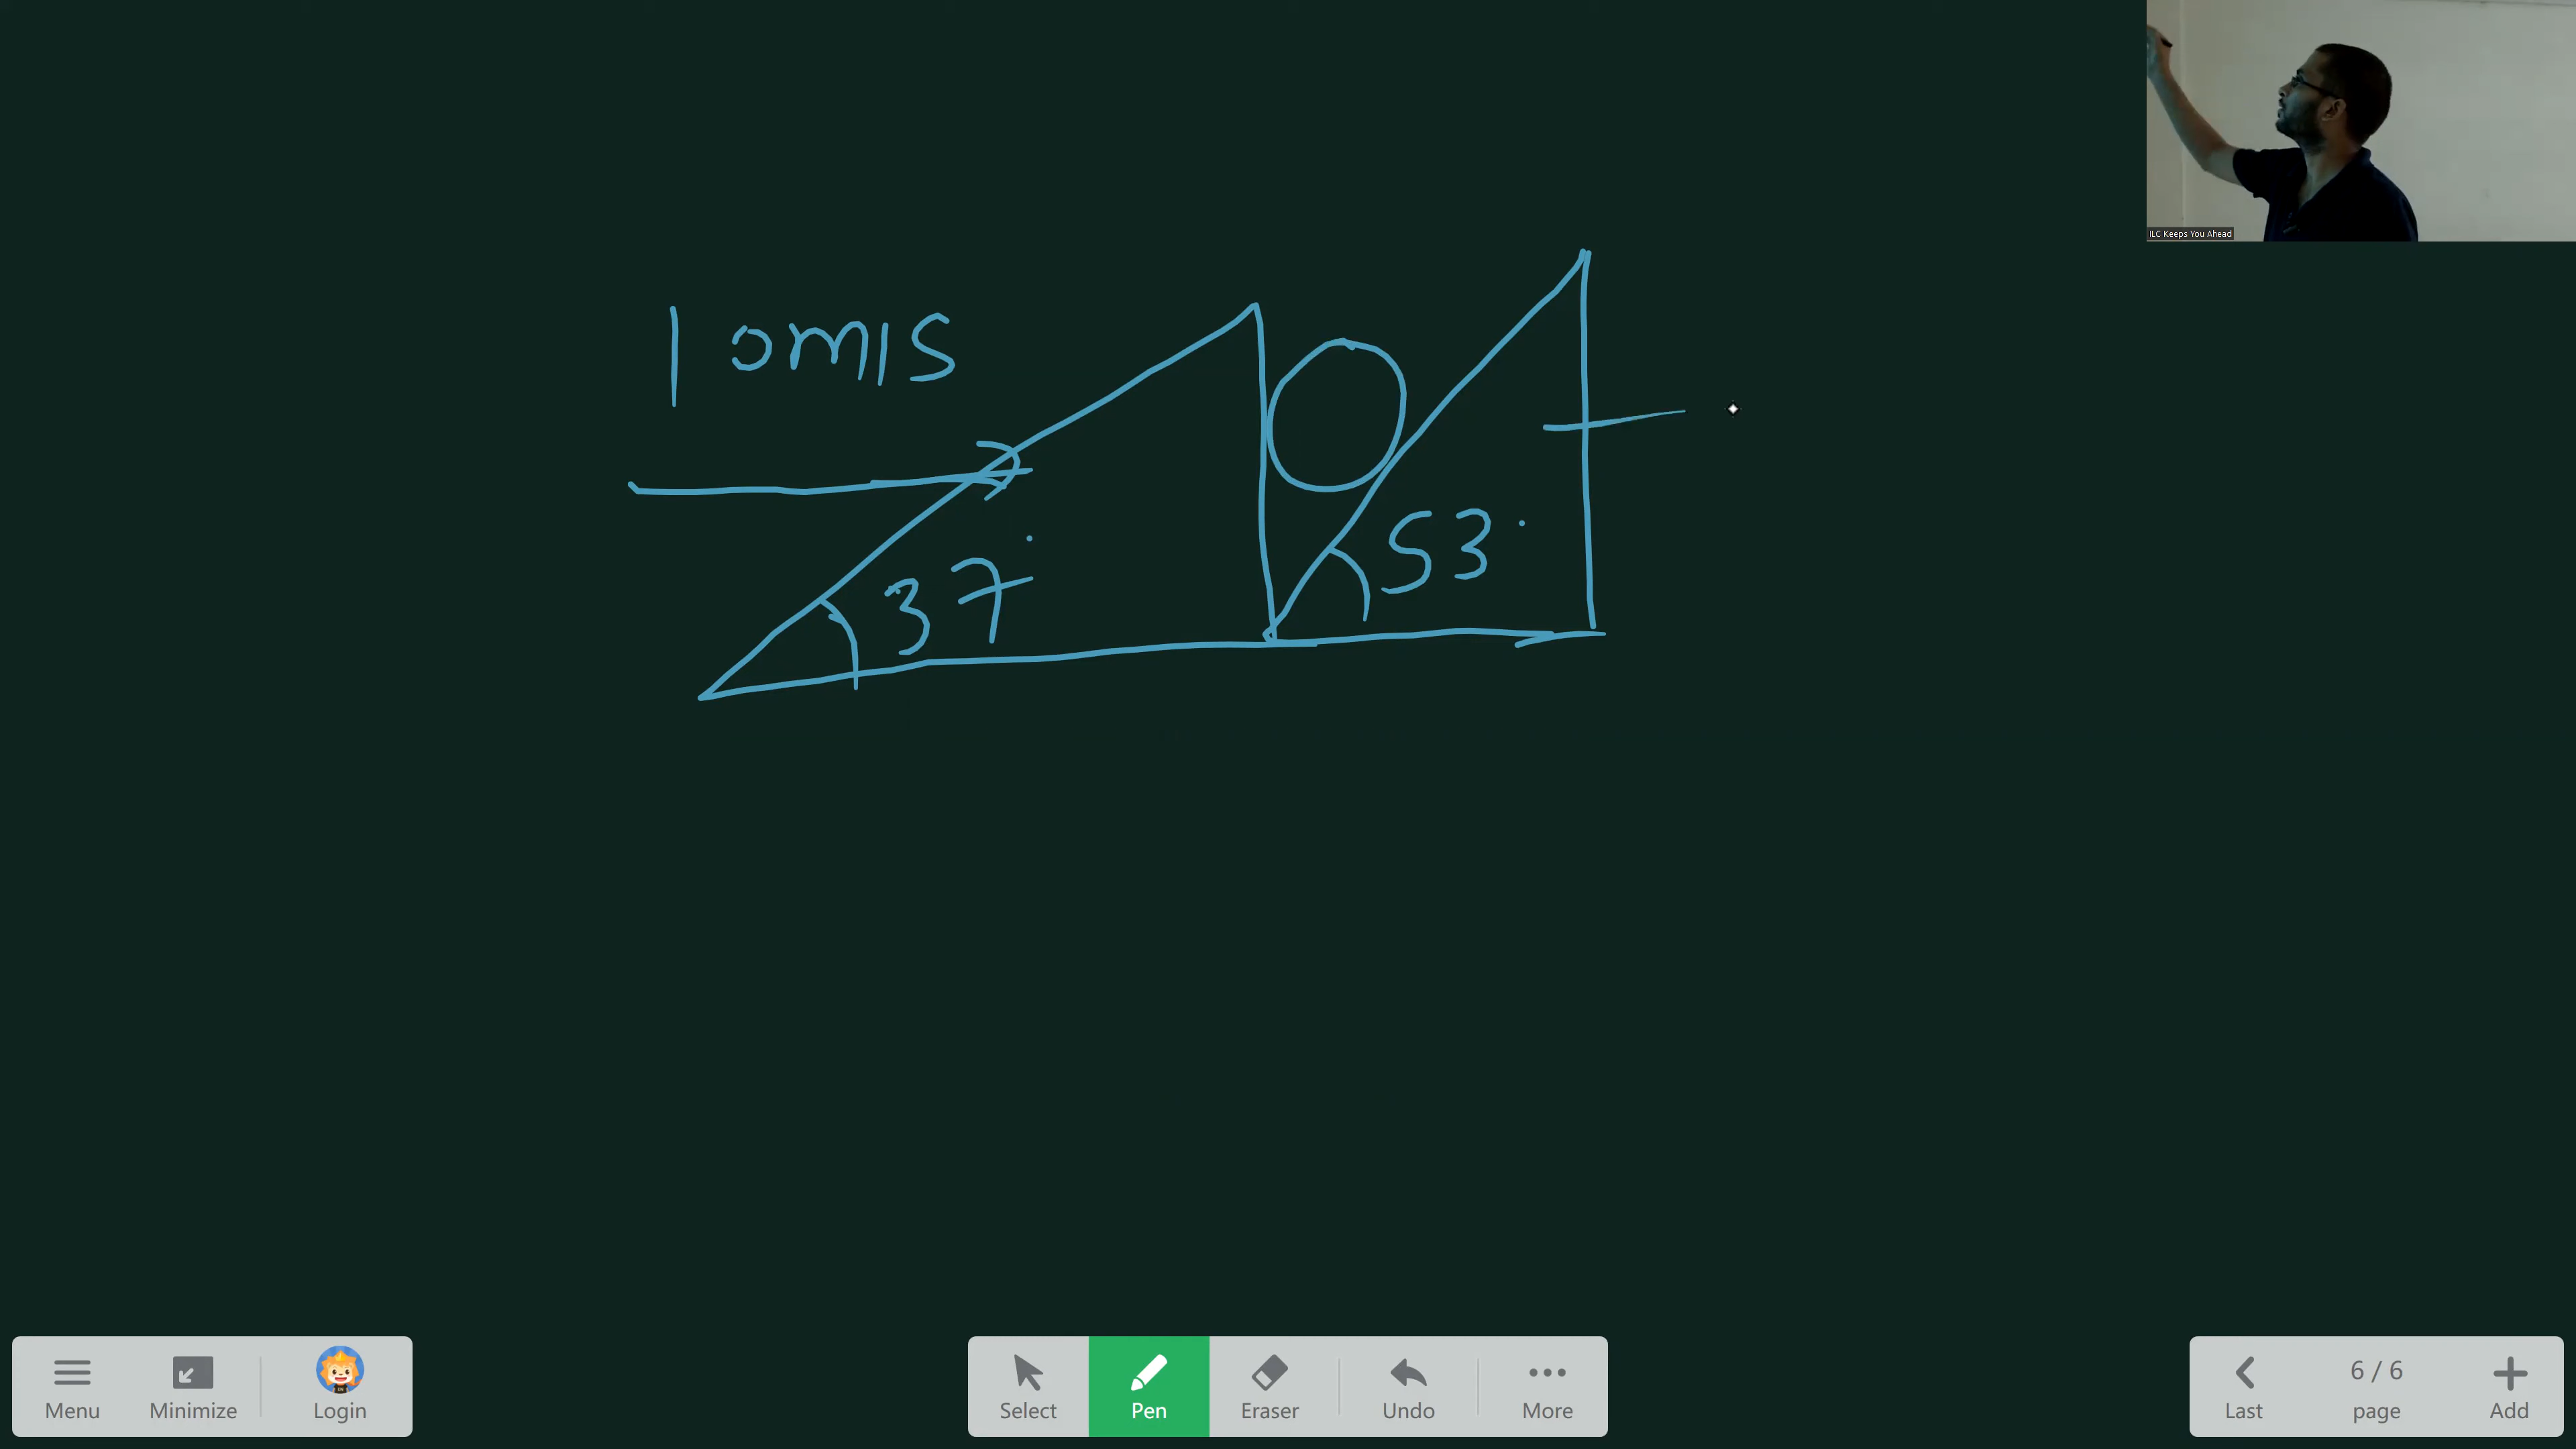 10m/s
37°
53°
ILC Keeps You Ahead
Menu
Minimize
Login
Select
Pen
Eraser
Undo
More
Last
6 / 6
page
Add